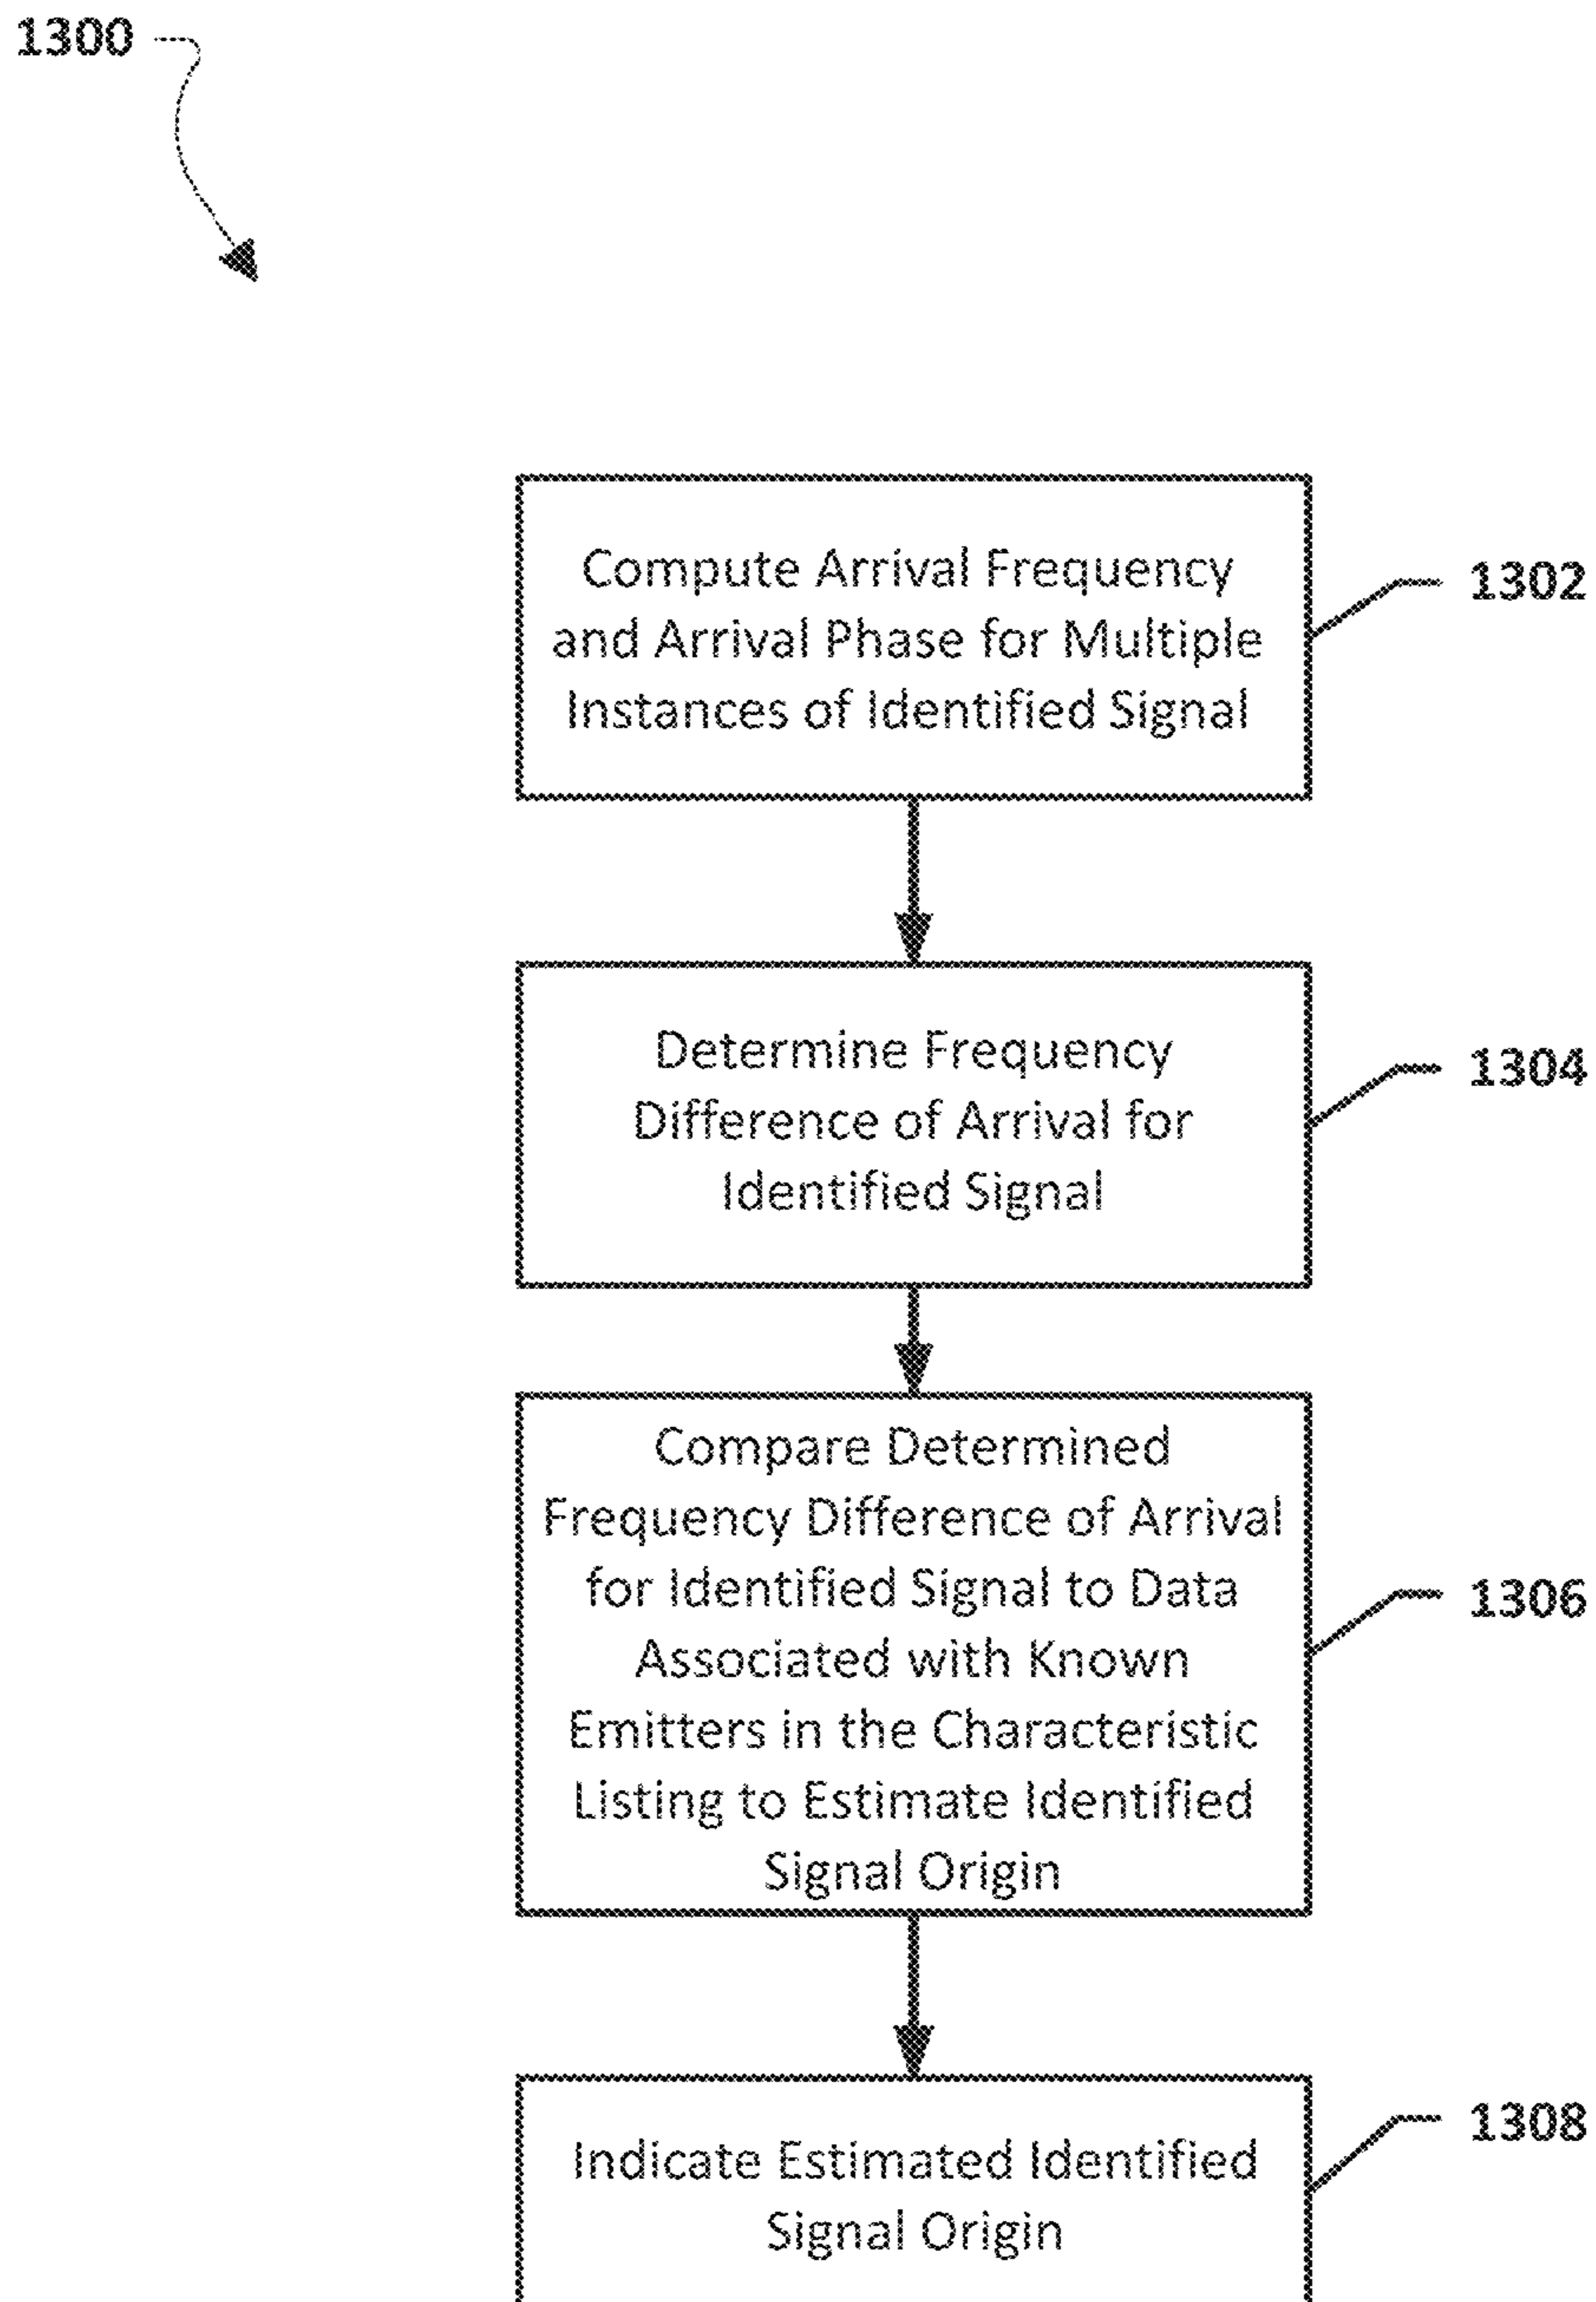 1300
Compute Arrival Frequency
and Arrival Phase for Multiple
Instances of Identified Signal
1302
Determine Frequency
Difference of Arrival for
Identified Signal
1304
Compare Determined
Frequency Difference of Arrival
for Identified Signal to Data
Associated with Known
Emitters in the Characteristic
Listing to Estimate Identified
Signal Origin
1306
Indicate Estimated Identified
Signal Origin
1308